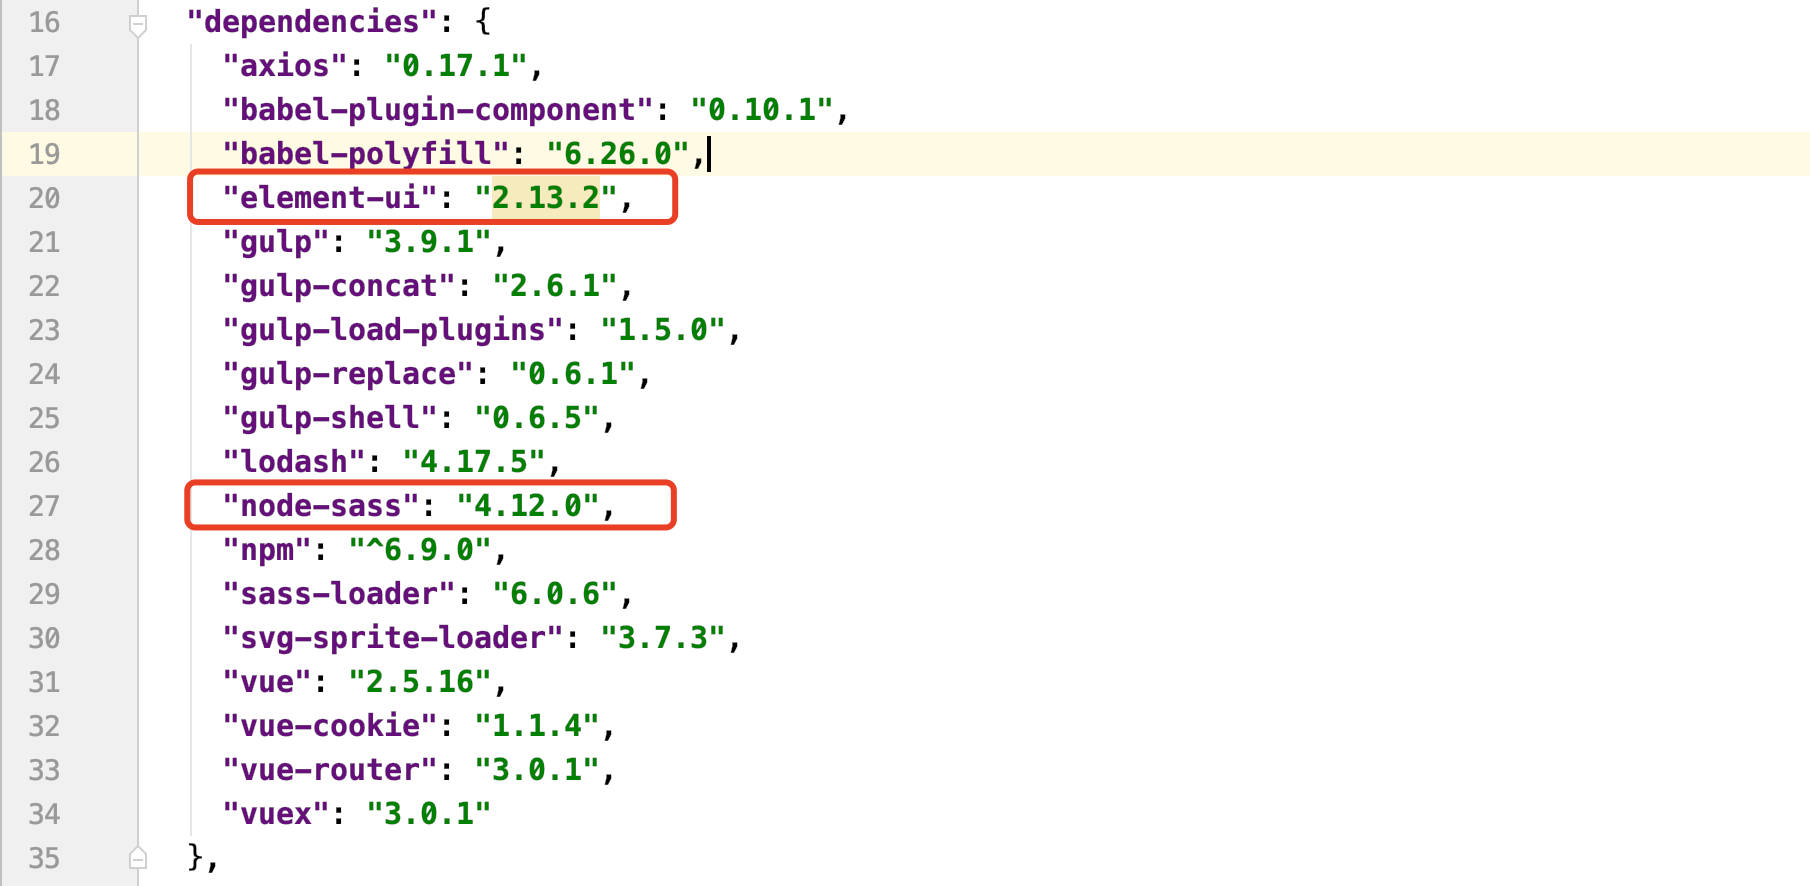 16 "dependencies": {
17 "axios": "0.17.1",
18 "babel-plugin-component": "0.10.1",
19 "babel-polyfill": "6.26.0",
20 "element-ui": "2.13.2",
21 "gulp": "3.9.1",
22 "gulp-concat": "2.6.1",
23 "gulp-load-plugins": "1.5.0",
24 "gulp-replace": "0.6.1",
25 "gulp-shell": "0.6.5",
26 "lodash": "4.17.5",
27 "node-sass": "4.12.0",
28 "npm": "^6.9.0",
29 "sass-loader": "6.0.6",
30 "svg-sprite-loader": "3.7.3",
31 "vue": "2.5.16",
32 "vue-cookie": "1.1.4",
33 "vue-router": "3.0.1",
34 "vuex": "3.0.1"
35 },